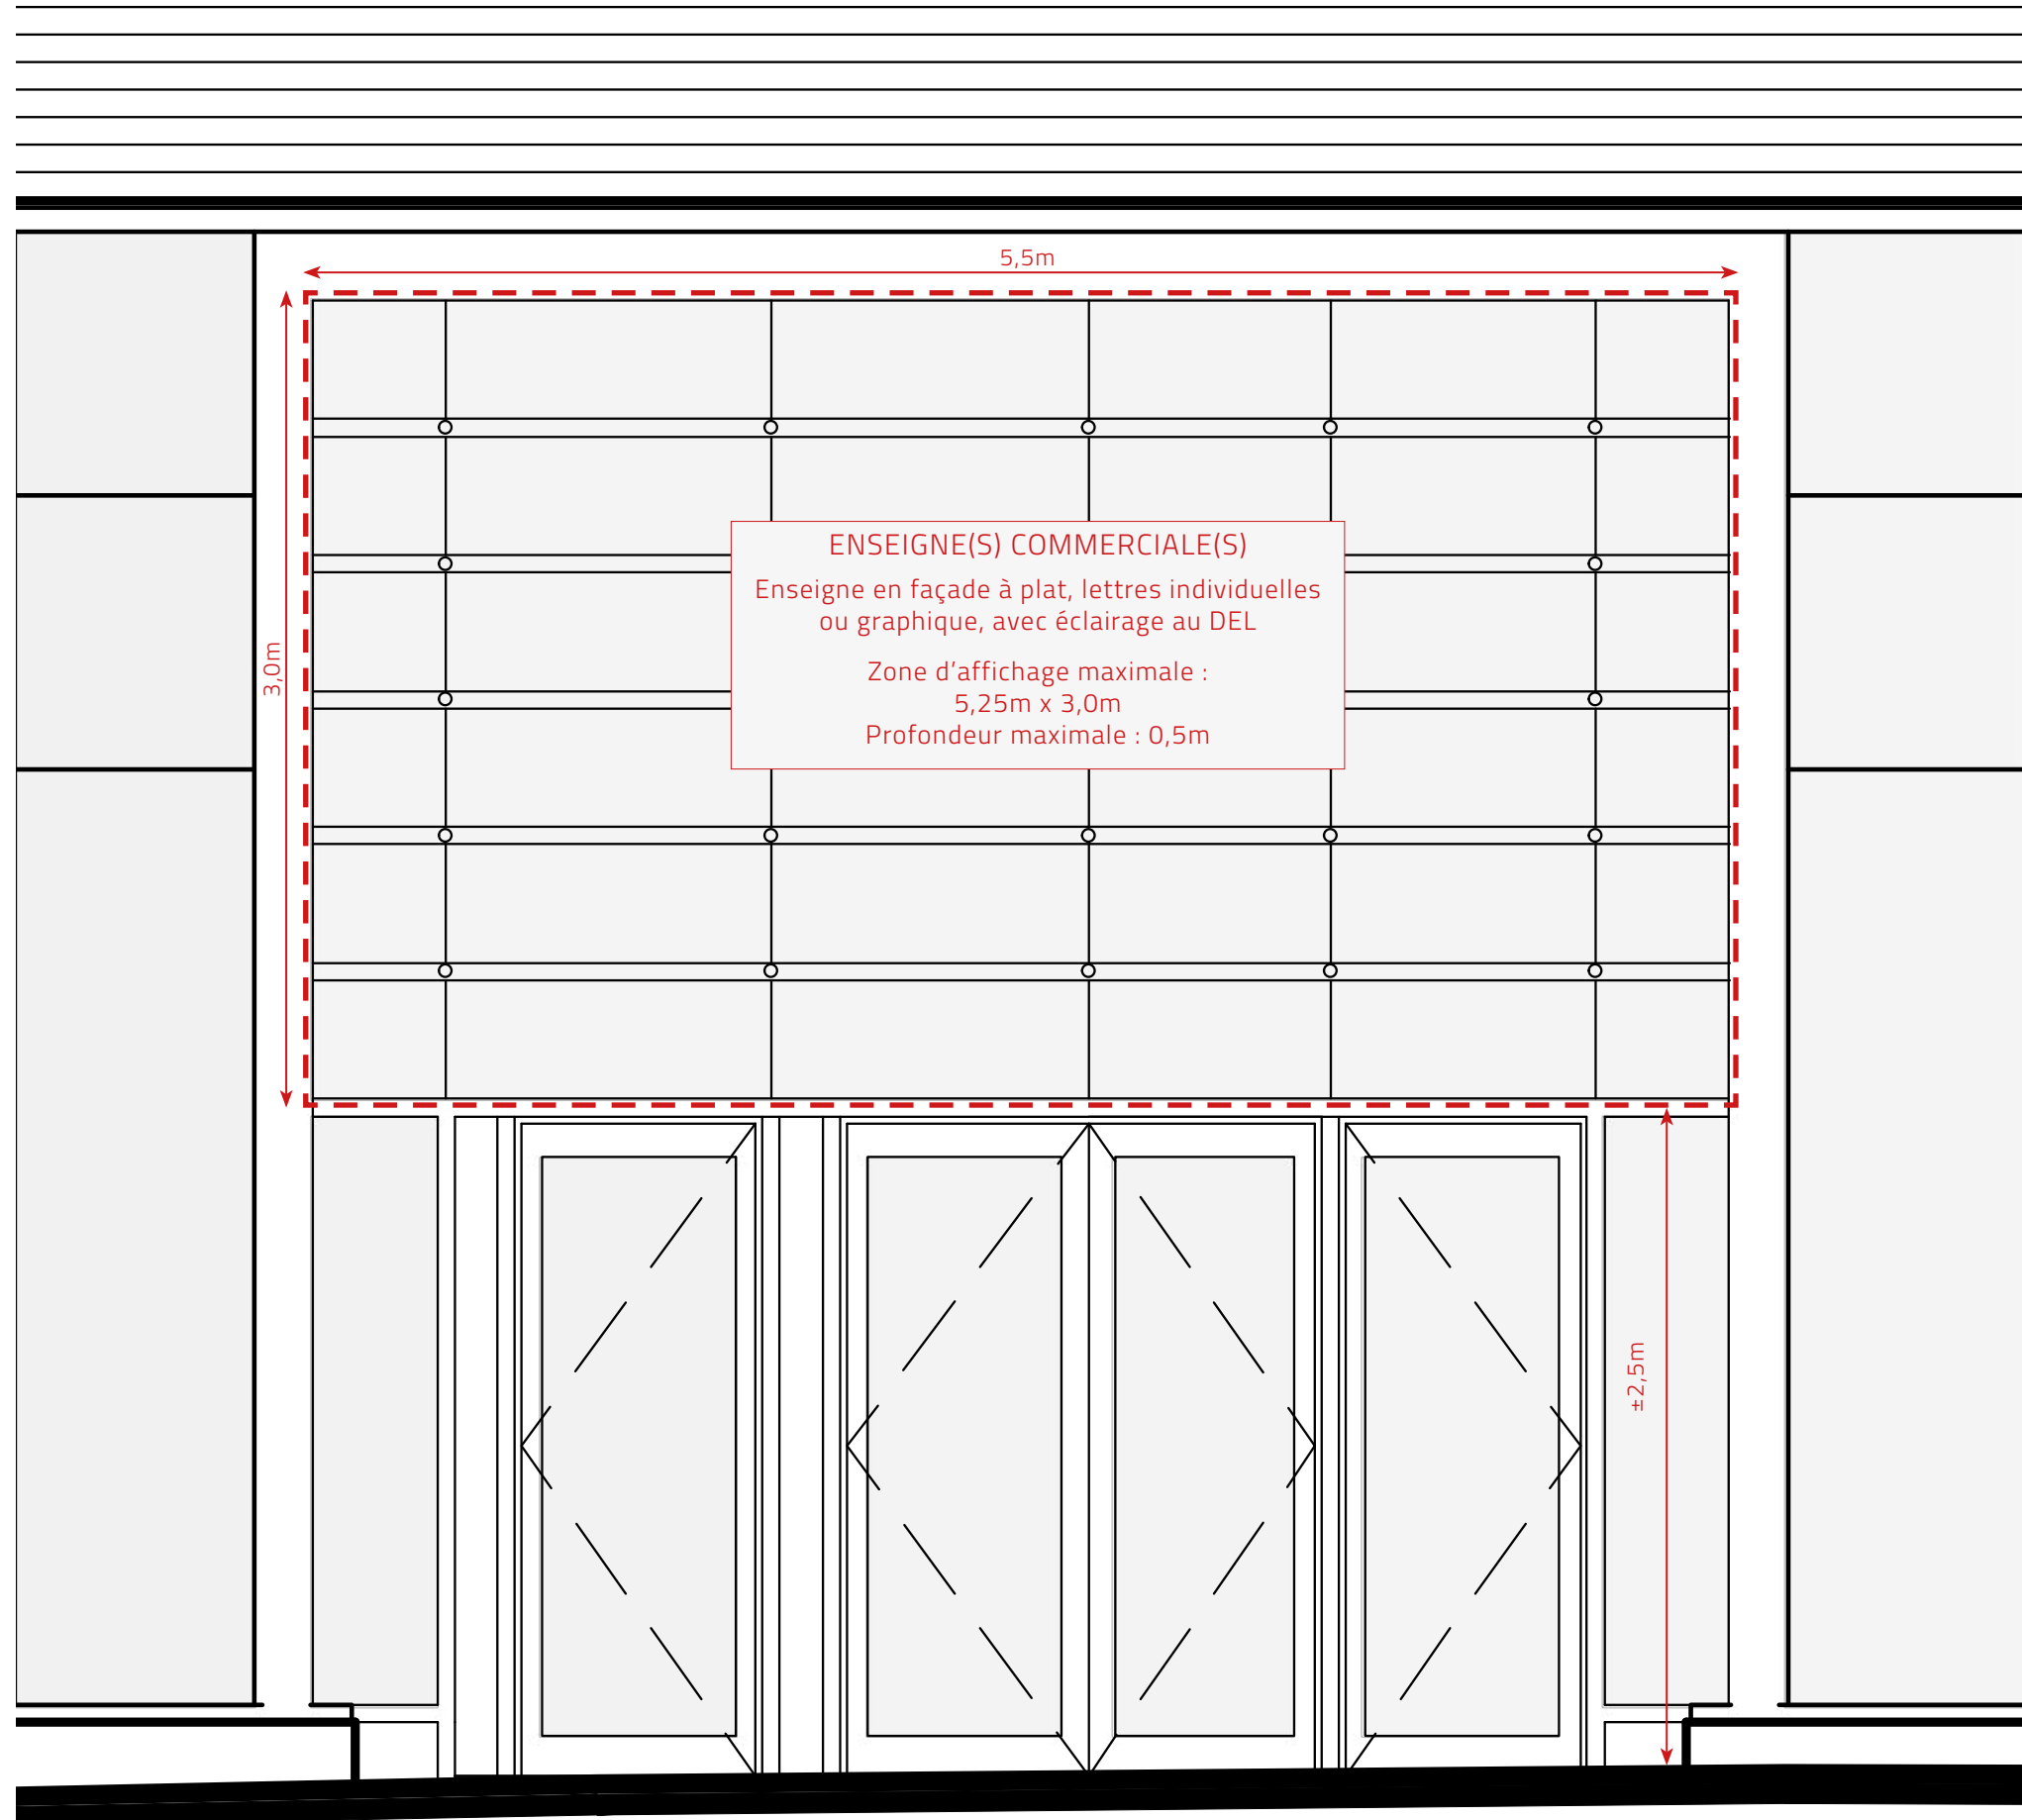 5,5m
3,0m
ENSEIGNE(S) COMMERCIALE(S)
Enseigne en façade à plat, lettres individuelles
ou graphique, avec éclairage au DEL
Zone d'affichage maximale :
5,25m x 3,0m
Profondeur maximale : 0,5m
±2,5m